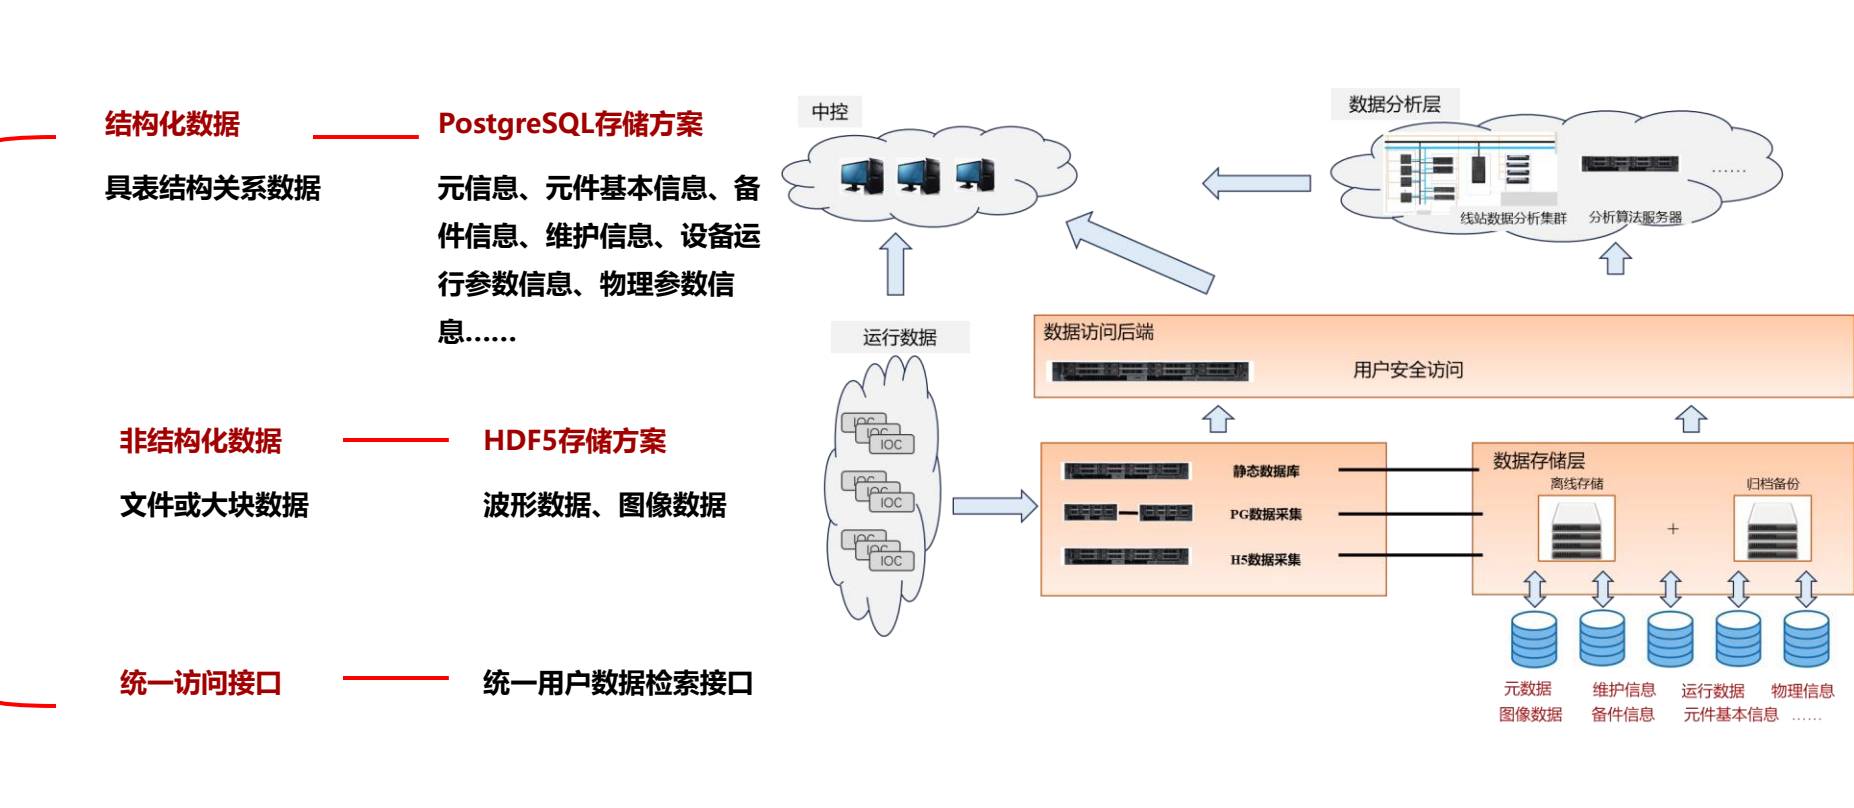 结构化数据
PostgreSQL存储方案
具表结构关系数据
元信息、元件基本信息、备
件信息、维护信息、设备运
行参数信息、物理参数信
息……
非结构化数据
HDF5存储方案
文件或大块数据
波形数据、图像数据
统一访问接口
统一用户数据检索接口
中控
数据分析层
……
线站数据分析集群
分析算法服务器
运行数据
IOC
IOC
IOC
IOC
IOC
IOC
IOC
IOC
IOC
数据访问后端
用户安全访问
静态数据库
PG数据采集
H5数据采集
数据存储层
离线存储
归档备份
+
元数据
图像数据
维护信息
备件信息
运行数据
元件基本信息
物理信息
……